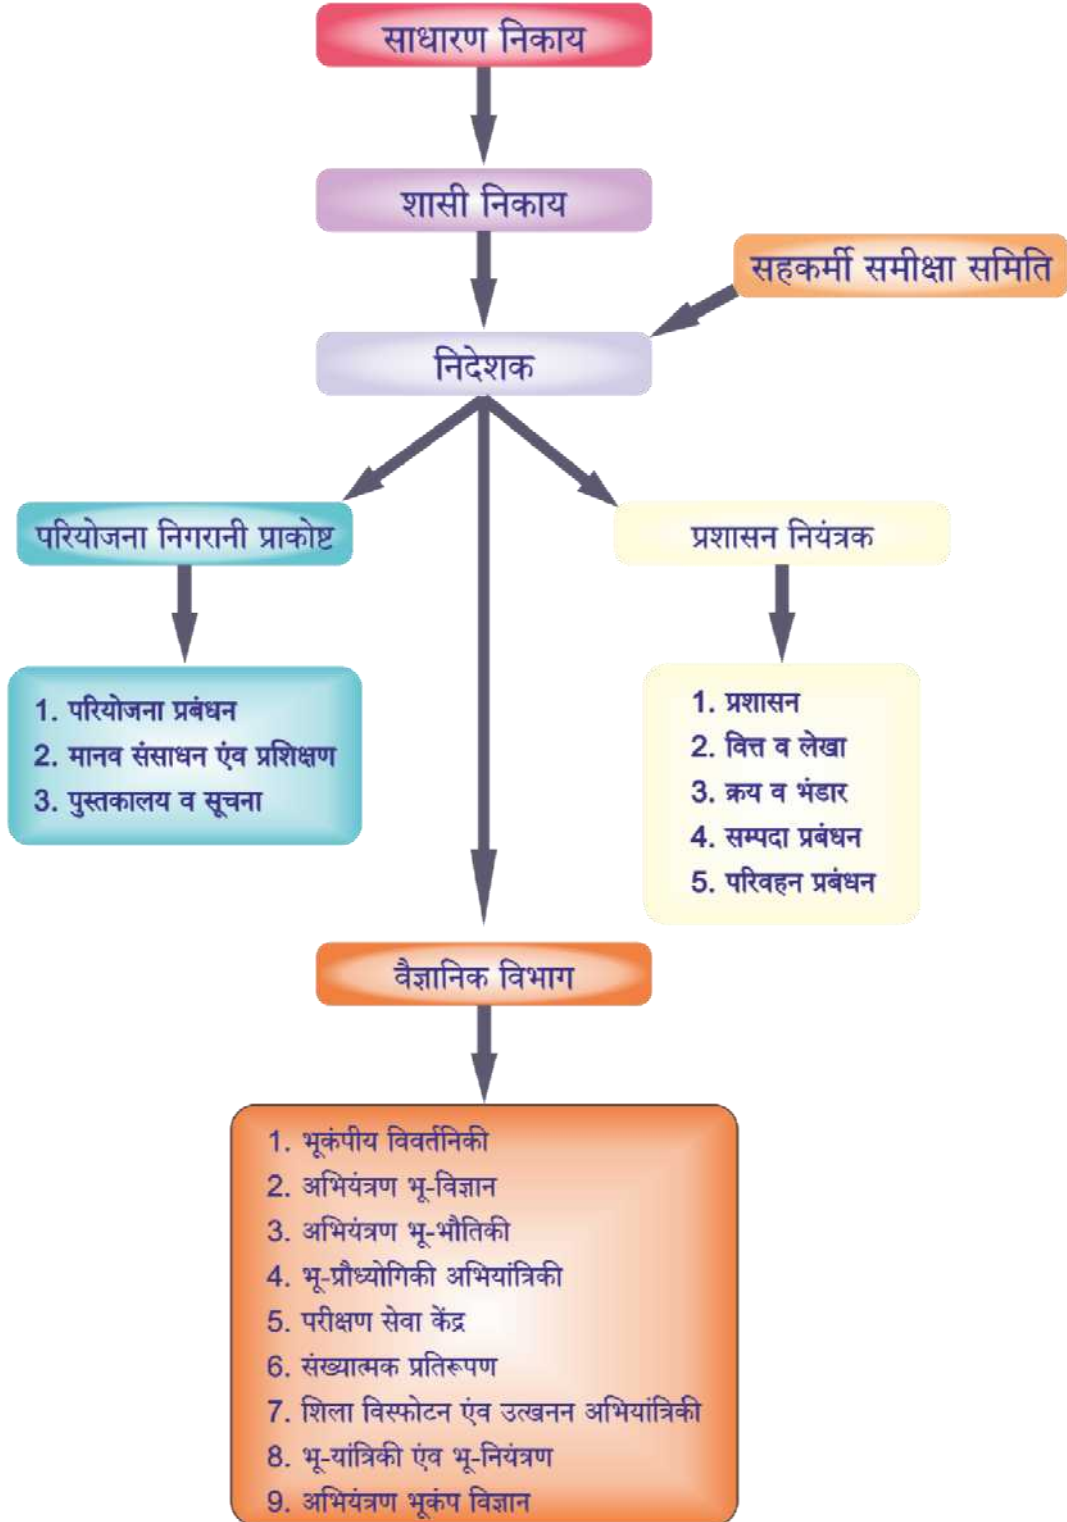 साधारण निकाय
शासी निकाय
सहकर्मी समीक्षा समिति
निदेशक
परियोजना निगरानी प्राकोष्ट
प्रशासन नियंत्रक
1. परियोजना प्रबंधन
2. मानव संसाधन एंव प्रशिक्षण
3. पुस्तकालय व सूचना
1. प्रशासन
2. वित्त व लेखा
3. क्रय व भंडार
4. सम्पदा प्रबंधन
5. परिवहन प्रबंधन
वैज्ञानिक विभाग
1. भूकंपीय विवर्तनिकी
2. अभियंत्रण भू-विज्ञान
3. अभियंत्रण भू-भौतिकी
4. भू-प्रौध्योगिकी अभियांत्रिकी
5. परीक्षण सेवा केंद्र
6. संख्यात्मक प्रतिरूपण
7. शिला विस्फोटन एंव उत्खनन अभियांत्रिकी
8. भू-यांत्रिकी एंव भू-नियंत्रण
9. अभियंत्रण भूकंप विज्ञान